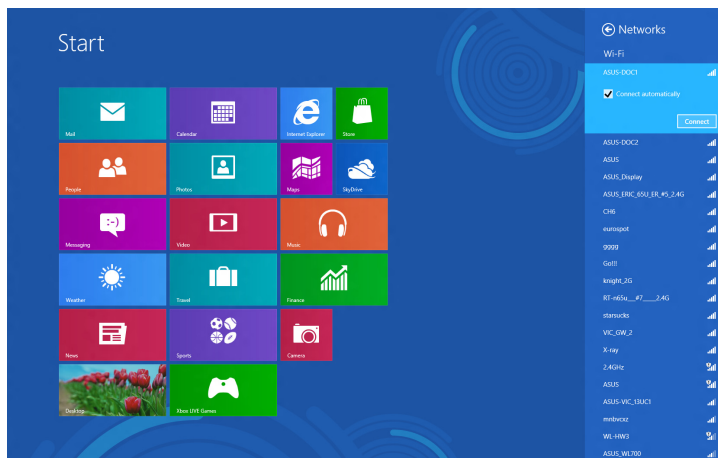 Start
Mail
Calendar
Internet Explorer
Store
People
Photos
Maps
SkyDrive
Messaging
:-)
Video
Music
Weather
Travel
Finance
News
Sports
Camera
Desktop
Xbox LIVE Games
Networks
Wi-Fi
ASUS-DOC1
Connect automatically
Connect
ASUS-DOC2
ASUS
ASUS_Display
ASUS_ERIC_65U_ER_#5_2.4G
CH6
eurospot
gggg
Go!!!
knight_2G
RT-n65u__#7____2.4G
starsucks
VIC_GW_2
X-ray
2.4GHz
ASUS
ASUS-VIC_13UC1
mnbvcxz
WL-HW3
ASUS_WL700